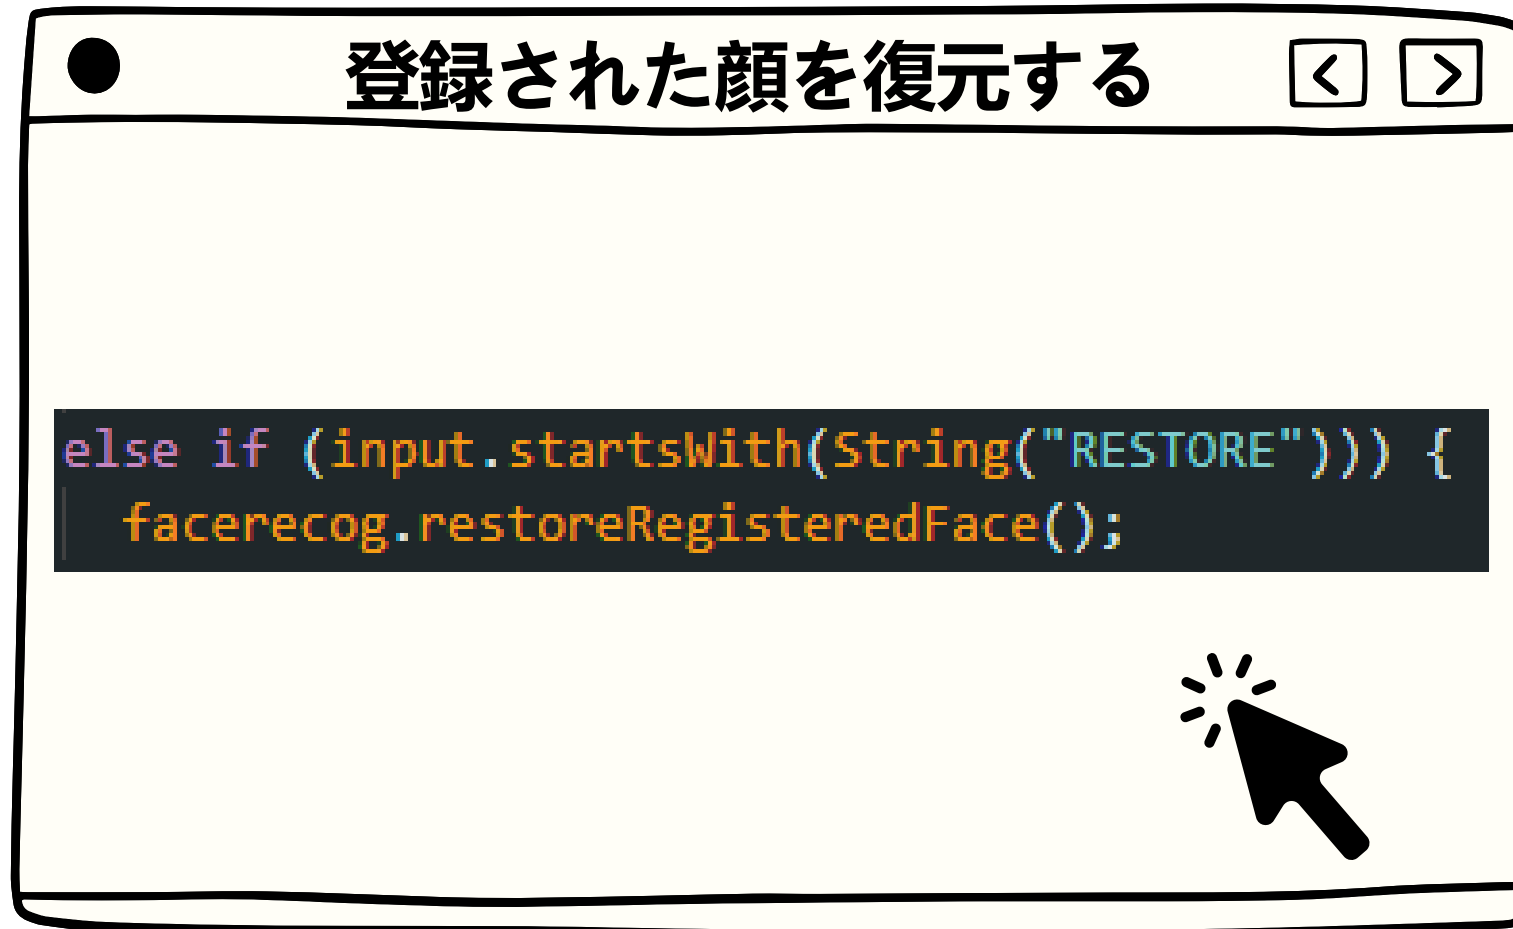 登録された顔を復元する
else if (input.startsWith(String("RESTORE"))) {
facerecog.restoreRegisteredFace();